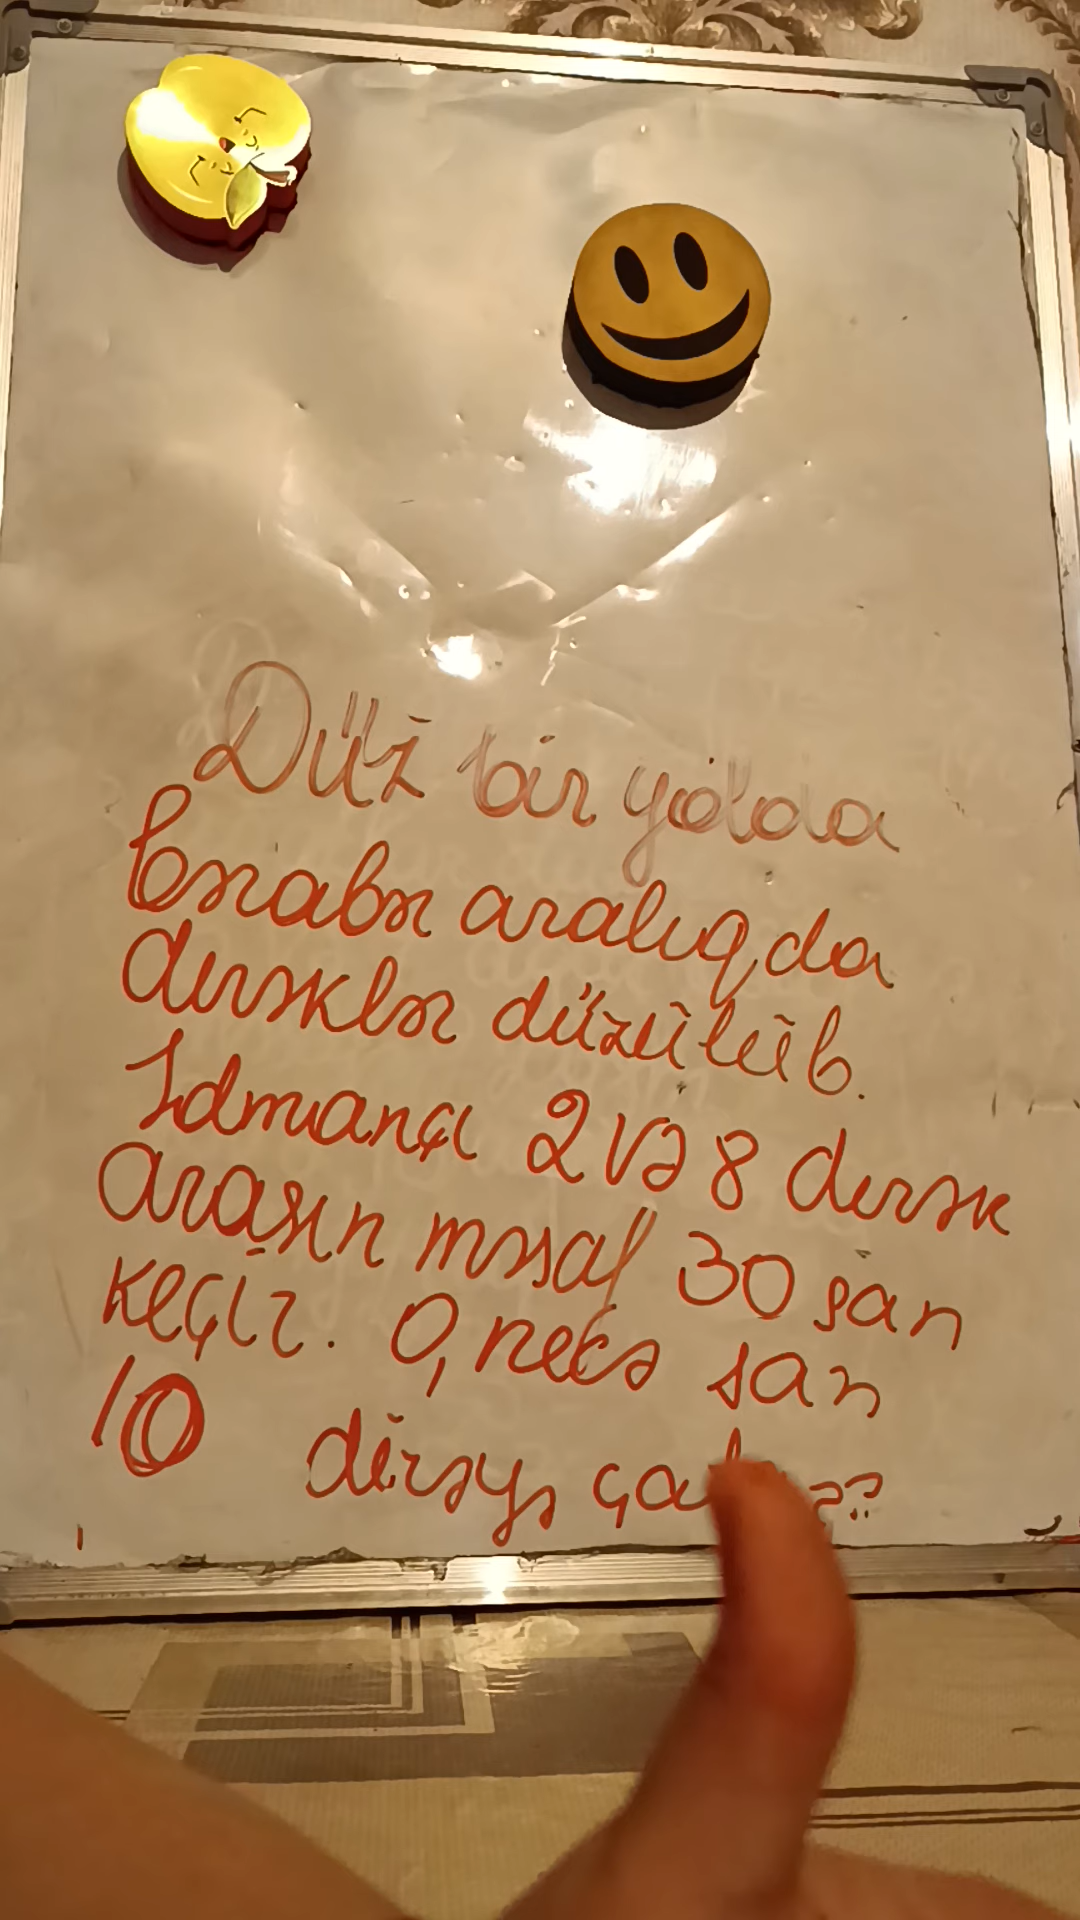 Düz bir yolda
bərabər aralıqda
dirəklər düzülüb.
Idmançı 2 və 8 dirək
arasın məsaf 30 san
keçir. O, neçə san
10 dirəyə